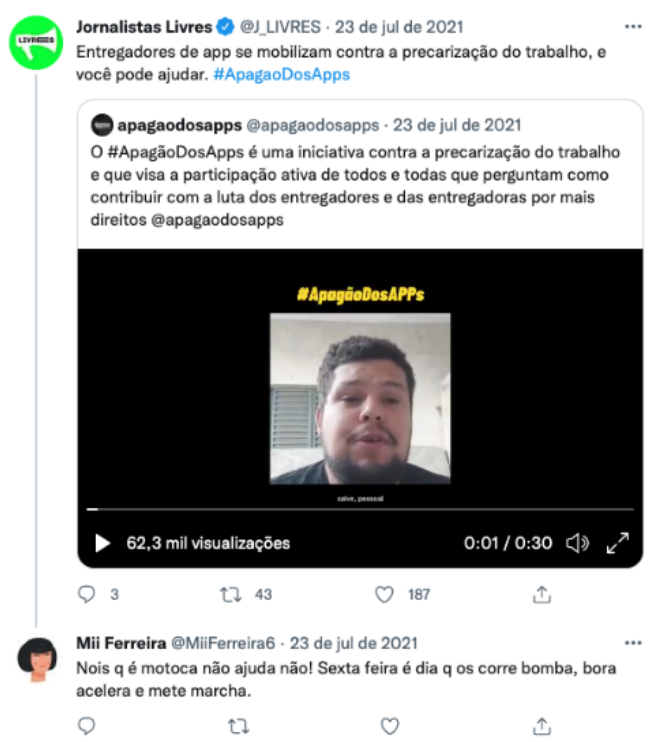 LIVRES
Jornalistas Livres @J_LIVRES · 23 de jul de 2021
Entregadores de app se mobilizam contra a precarização do trabalho, e
você pode ajudar. #ApagaoDosApps
apagaodosapps @apagaodosapps · 23 de jul de 2021
O #ApagãoDosApps é uma iniciativa contra a precarização do trabalho
e que visa a participação ativa de todos e todas que perguntam como
contribuir com a luta dos entregadores e das entregadoras por mais
direitos @apagaodosapps
#ApagãoDosAPPs
salve, pessoal
62,3 mil visualizações 0:01 / 0:30
3 43 187
Mii Ferreira @MiiFerreira6 · 23 de jul de 2021
Nois q é motoca não ajuda não! Sexta feira é dia q os corre bomba, bora
acelera e mete marcha.